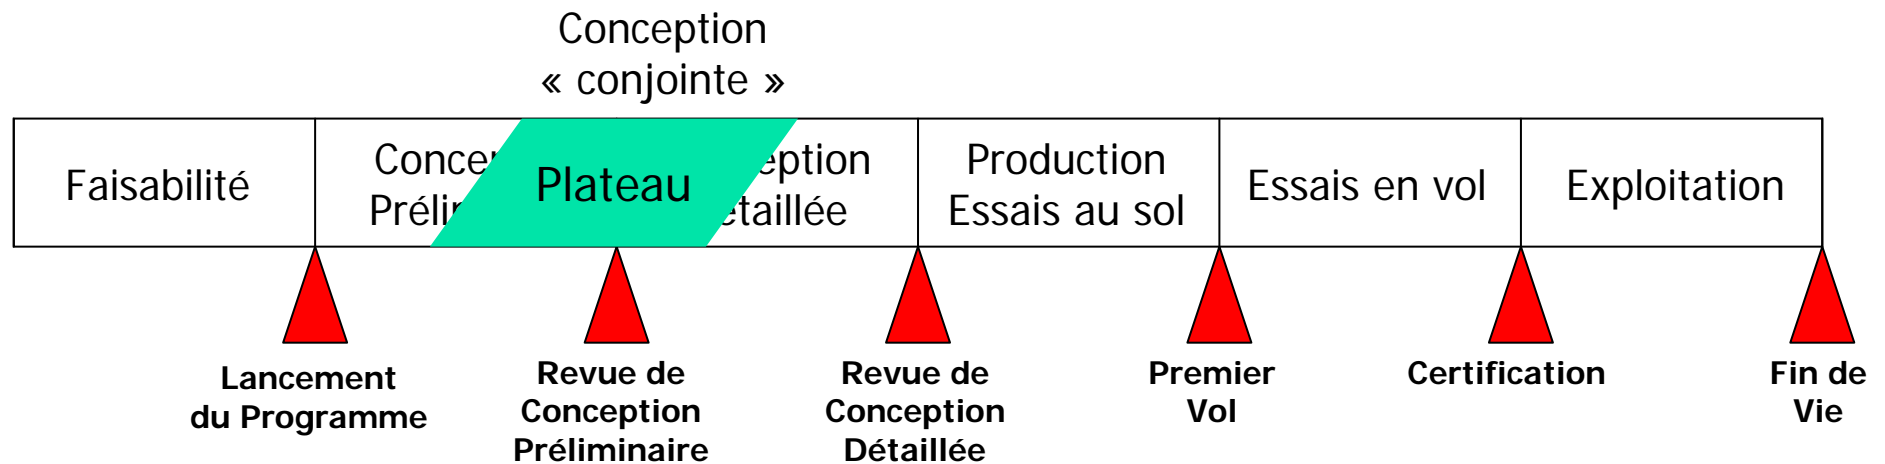 Conception
« conjointe »
Faisabilité
Concep
Prélim
Plateau
eption
étaillée
Production
Essais au sol
Essais en vol
Exploitation
Lancement
du Programme
Revue de
Conception
Préliminaire
Revue de
Conception
Détaillée
Premier
Vol
Certification
Fin de
Vie